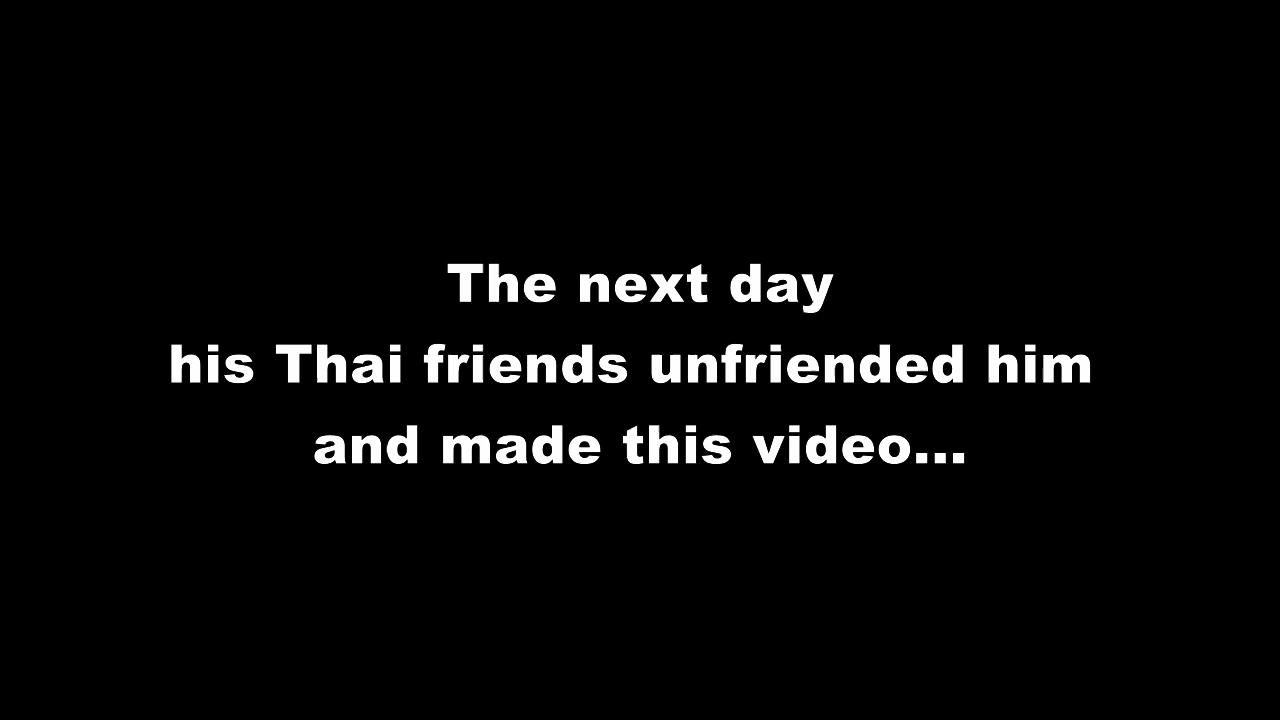 The next day
his Thai friends unfriended him
and made this video...